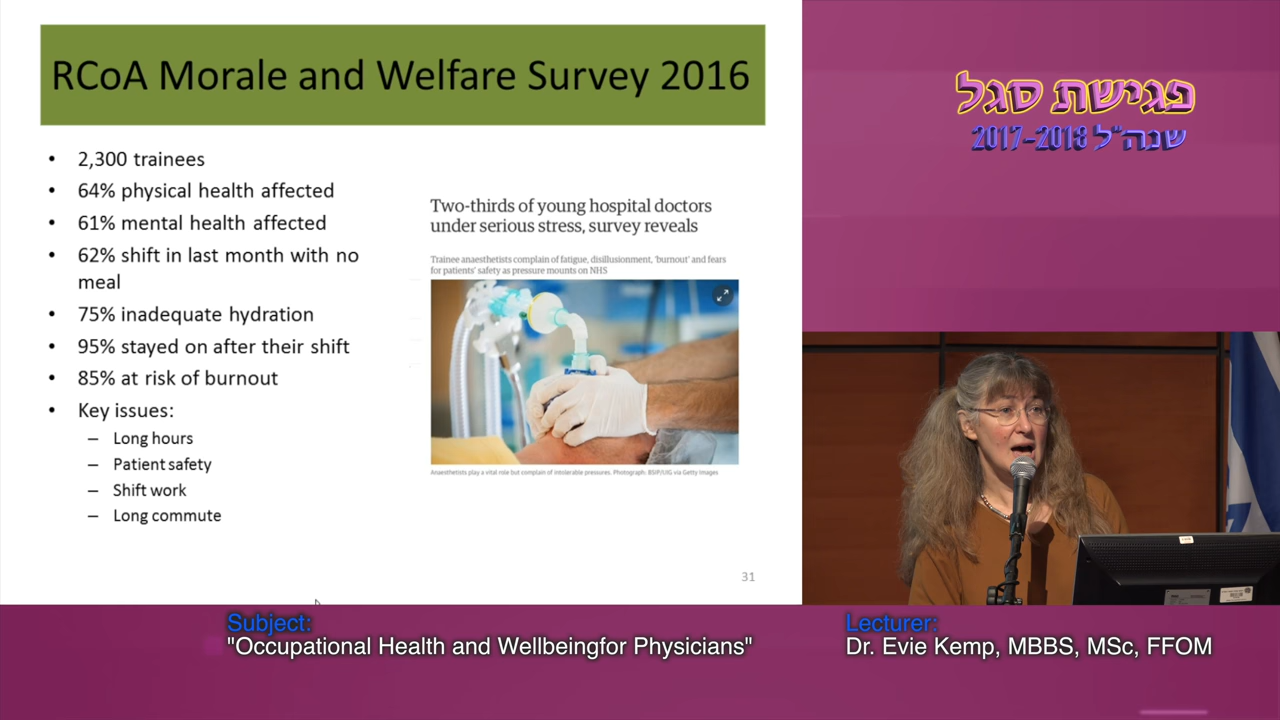 RCoA Morale and Welfare Survey 2016
• 2,300 trainees
• 64% physical health affected
• 61% mental health affected
• 62% shift in last month with no
meal
• 75% inadequate hydration
• 95% stayed on after their shift
• 85% at risk of burnout
• Key issues:
– Long hours
– Patient safety
– Shift work
– Long commute
Two-thirds of young hospital doctors
under serious stress, survey reveals
Trainee anaesthetists complain of fatigue, disillusionment, 'burnout' and fears
for patients' safety as pressure mounts on NHS
Anaesthetists play a vital role but complain of intolerable pressures. Photograph: BSIP/UIG via Getty Images
31
פגישת סגל
שנה"ל 2017-2018
Subject:
"Occupational Health and Wellbeingfor Physicians"
Lecturer:
Dr. Evie Kemp, MBBS, MSc, FFOM